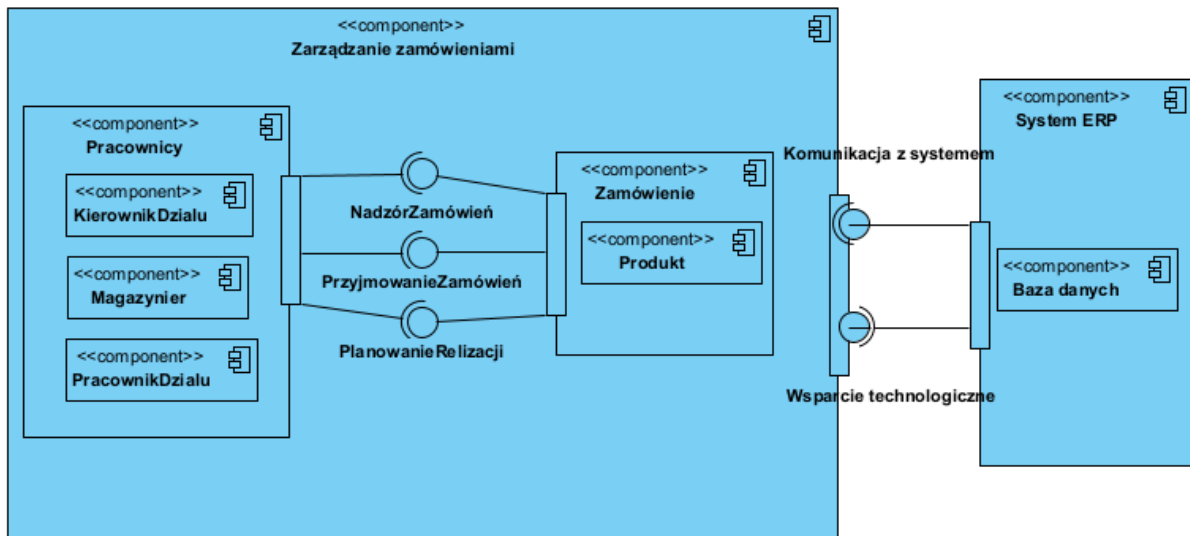 <<component>>
Zarządzanie zamówieniami
<<component>>
Pracownicy
<<component>>
KierownikDzialu
<<component>>
Magazynier
<<component>>
PracownikDzialu
NadzórZamówień
PrzyjmowanieZamówień
PlanowanieRelizacji
<<component>>
Zamówienie
<<component>>
Produkt
Komunikacja z systemem
Wsparcie technologiczne
<<component>>
System ERP
<<component>>
Baza danych